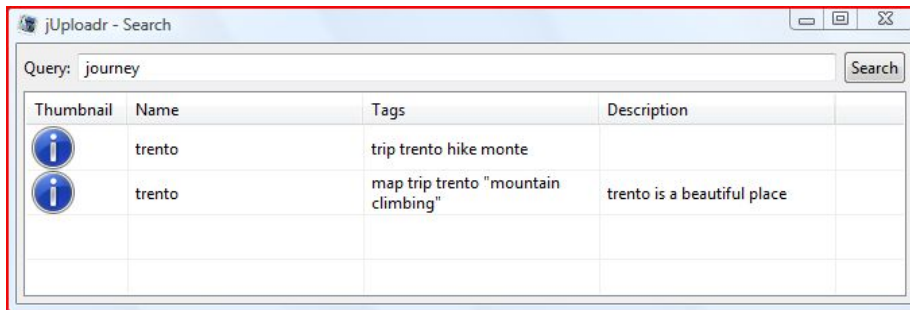 jUploadr - Search
Query: journey Search
Thumbnail Name Tags Description
trento trip trento hike monte
trento map trip trento "mountain climbing" trento is a beautiful place